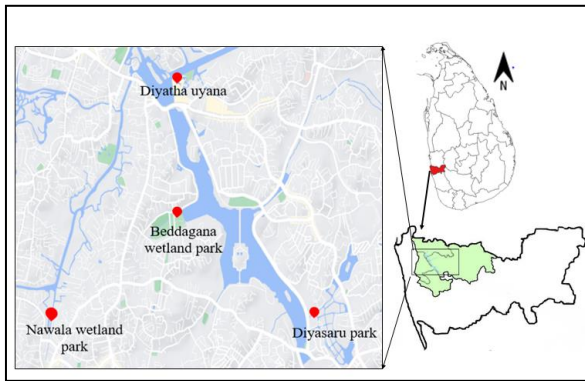 Diyatha uyana
N
Beddagana
wetland park
Nawala wetland
park
Diyasaru park